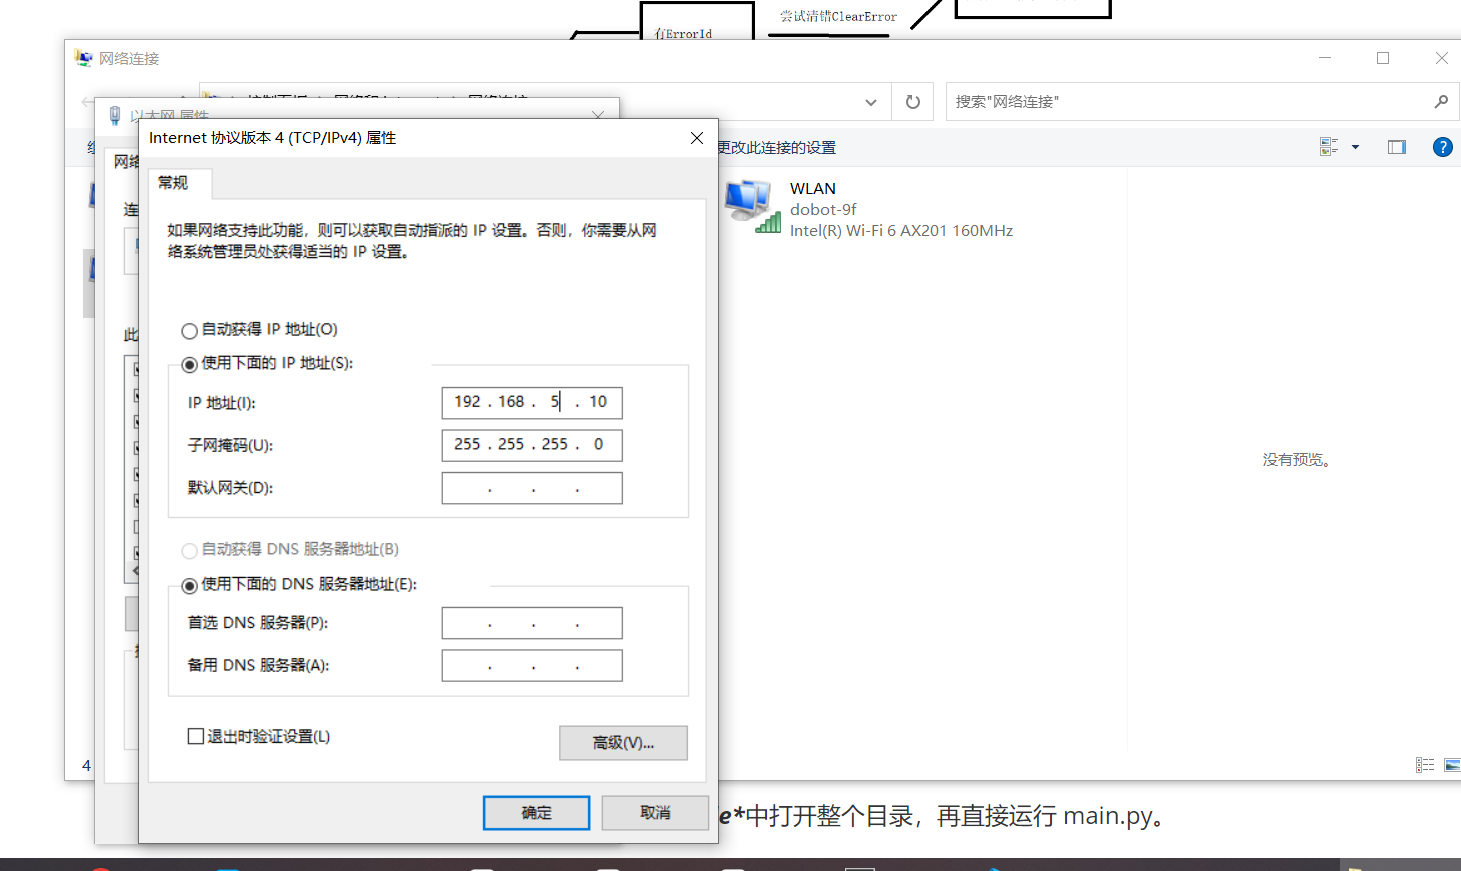 尝试清错ClearError
有ErrorId
网络连接
搜索"网络连接"
以太网 属性
更改此连接的设置
Internet 协议版本 4 (TCP/IPv4) 属性
网络
常规
WLAN
dobot-9f
Intel(R) Wi-Fi 6 AX201 160MHz
连
如果网络支持此功能，则可以获取自动指派的 IP 设置。否则，你需要从网
络系统管理员处获得适当的 IP 设置。
自动获得 IP 地址(O)
此
使用下面的 IP 地址(S):
IP 地址(I):
192 . 168 . 5 . 10
子网掩码(U):
255 . 255 . 255 . 0
默认网关(D):
. . .
没有预览。
自动获得 DNS 服务器地址(B)
使用下面的 DNS 服务器地址(E):
首选 DNS 服务器(P):
. . .
备用 DNS 服务器(A):
. . .
退出时验证设置(L)
高级(V)...
4
确定
取消
e*中打开整个目录，再直接运行 main.py。